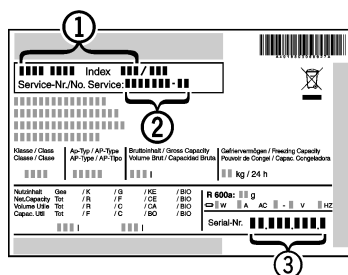 1
Index /
Service-Nr./No. Service: -
2
Klasse / Class
Classe / Clase
Ap-Typ / AP-Type
AP-Type / AP-Tipo
Bruttoinhalt / Gross Capacity
Volume Brut / Capacidad Bruta
Gefriervermögen / Freezing Capacity
Pouvoir de Congel / Capac. Congeladora
l
kg / 24 h
Nutzinhalt Gee / K / G / KE / BIO
Net.Capacity Tot / R / F / CE / BIO
Volume Utile Tot / R / C / CA / BIO
Capac. Util Tot / F / C / BO / BIO
l l
R 600a: g
W A AC - V HZ
Serial-Nr. . . .
3